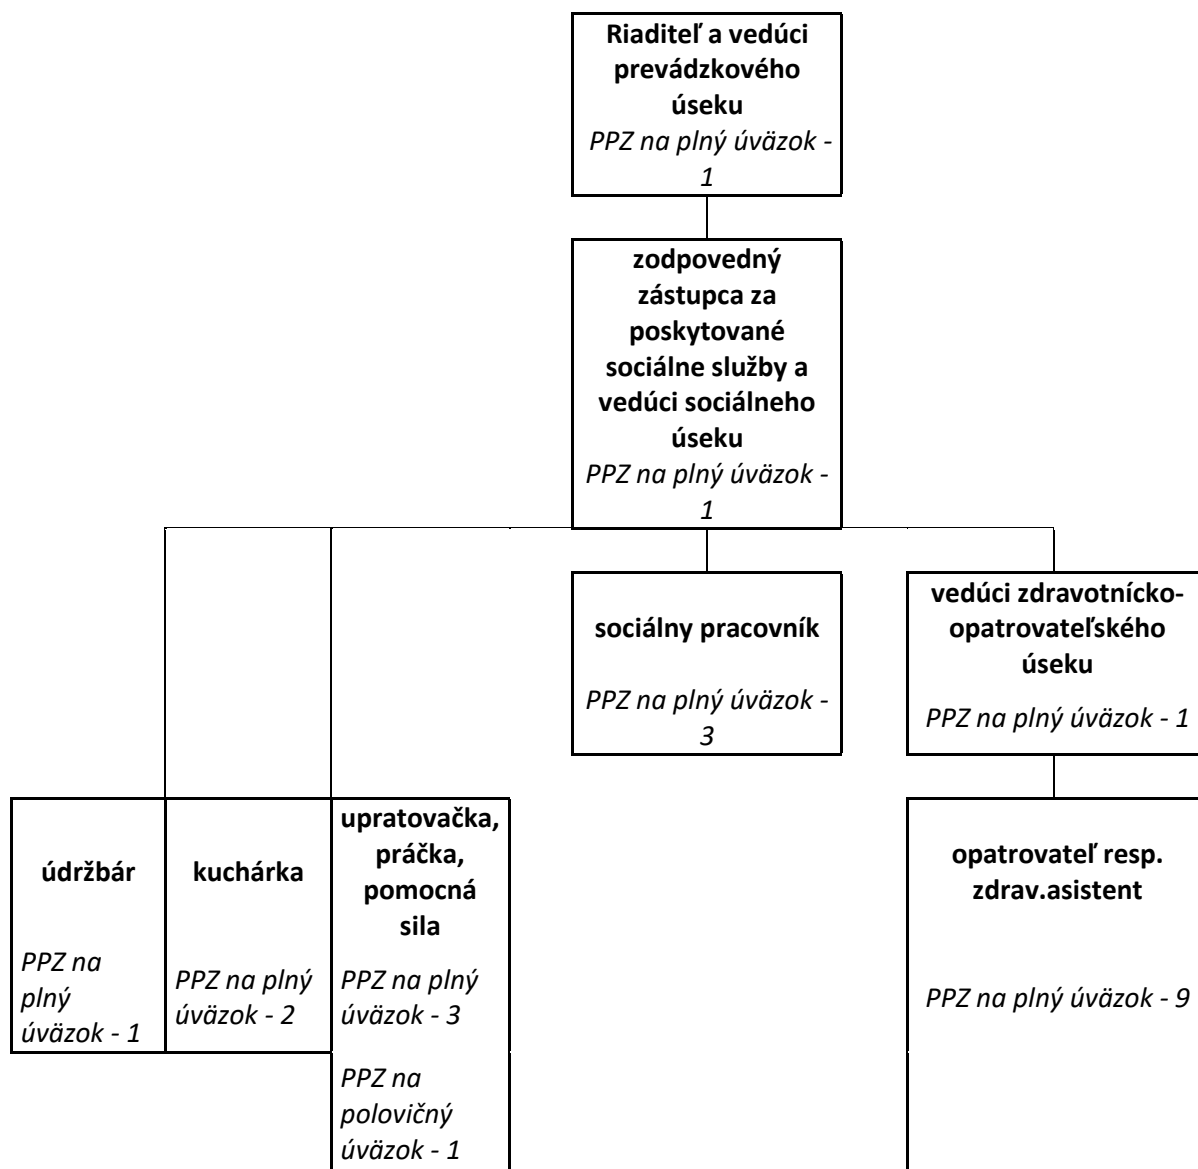 Riaditeľ a vedúci
prevádzkového
úseku
PPZ na plný úväzok -
1
zodpovedný
zástupca za
poskytované
sociálne služby a
vedúci sociálneho
úseku
PPZ na plný úväzok -
1
sociálny pracovník
PPZ na plný úväzok -
3
vedúci zdravotnícko-
opatrovateľského
úseku
PPZ na plný úväzok - 1
údržbár
PPZ na
plný
úväzok - 1
kuchárka
PPZ na plný
úväzok - 2
upratovačka,
práčka,
pomocná
sila
PPZ na plný
úväzok - 3
PPZ na
polovičný
úväzok - 1
opatrovateľ resp.
zdrav.asistent
PPZ na plný úväzok - 9